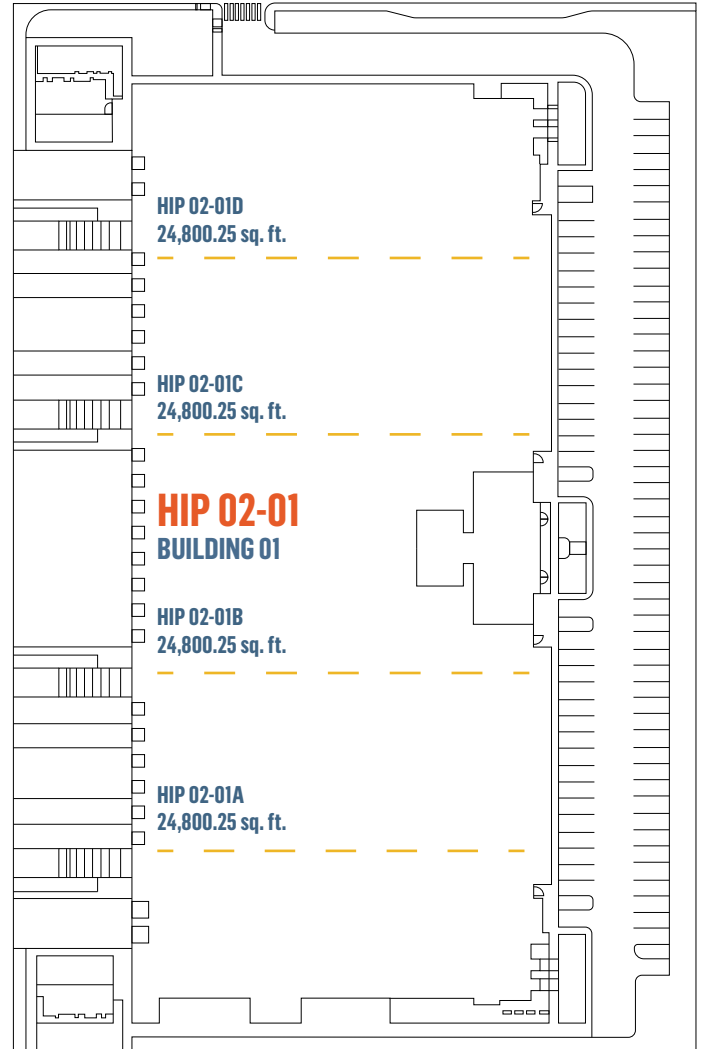 HIP 02-01D
24,800.25 sq. ft.
HIP 02-01C
24,800.25 sq. ft.
HIP 02-01
BUILDING 01
HIP 02-01B
24,800.25 sq. ft.
HIP 02-01A
24,800.25 sq. ft.